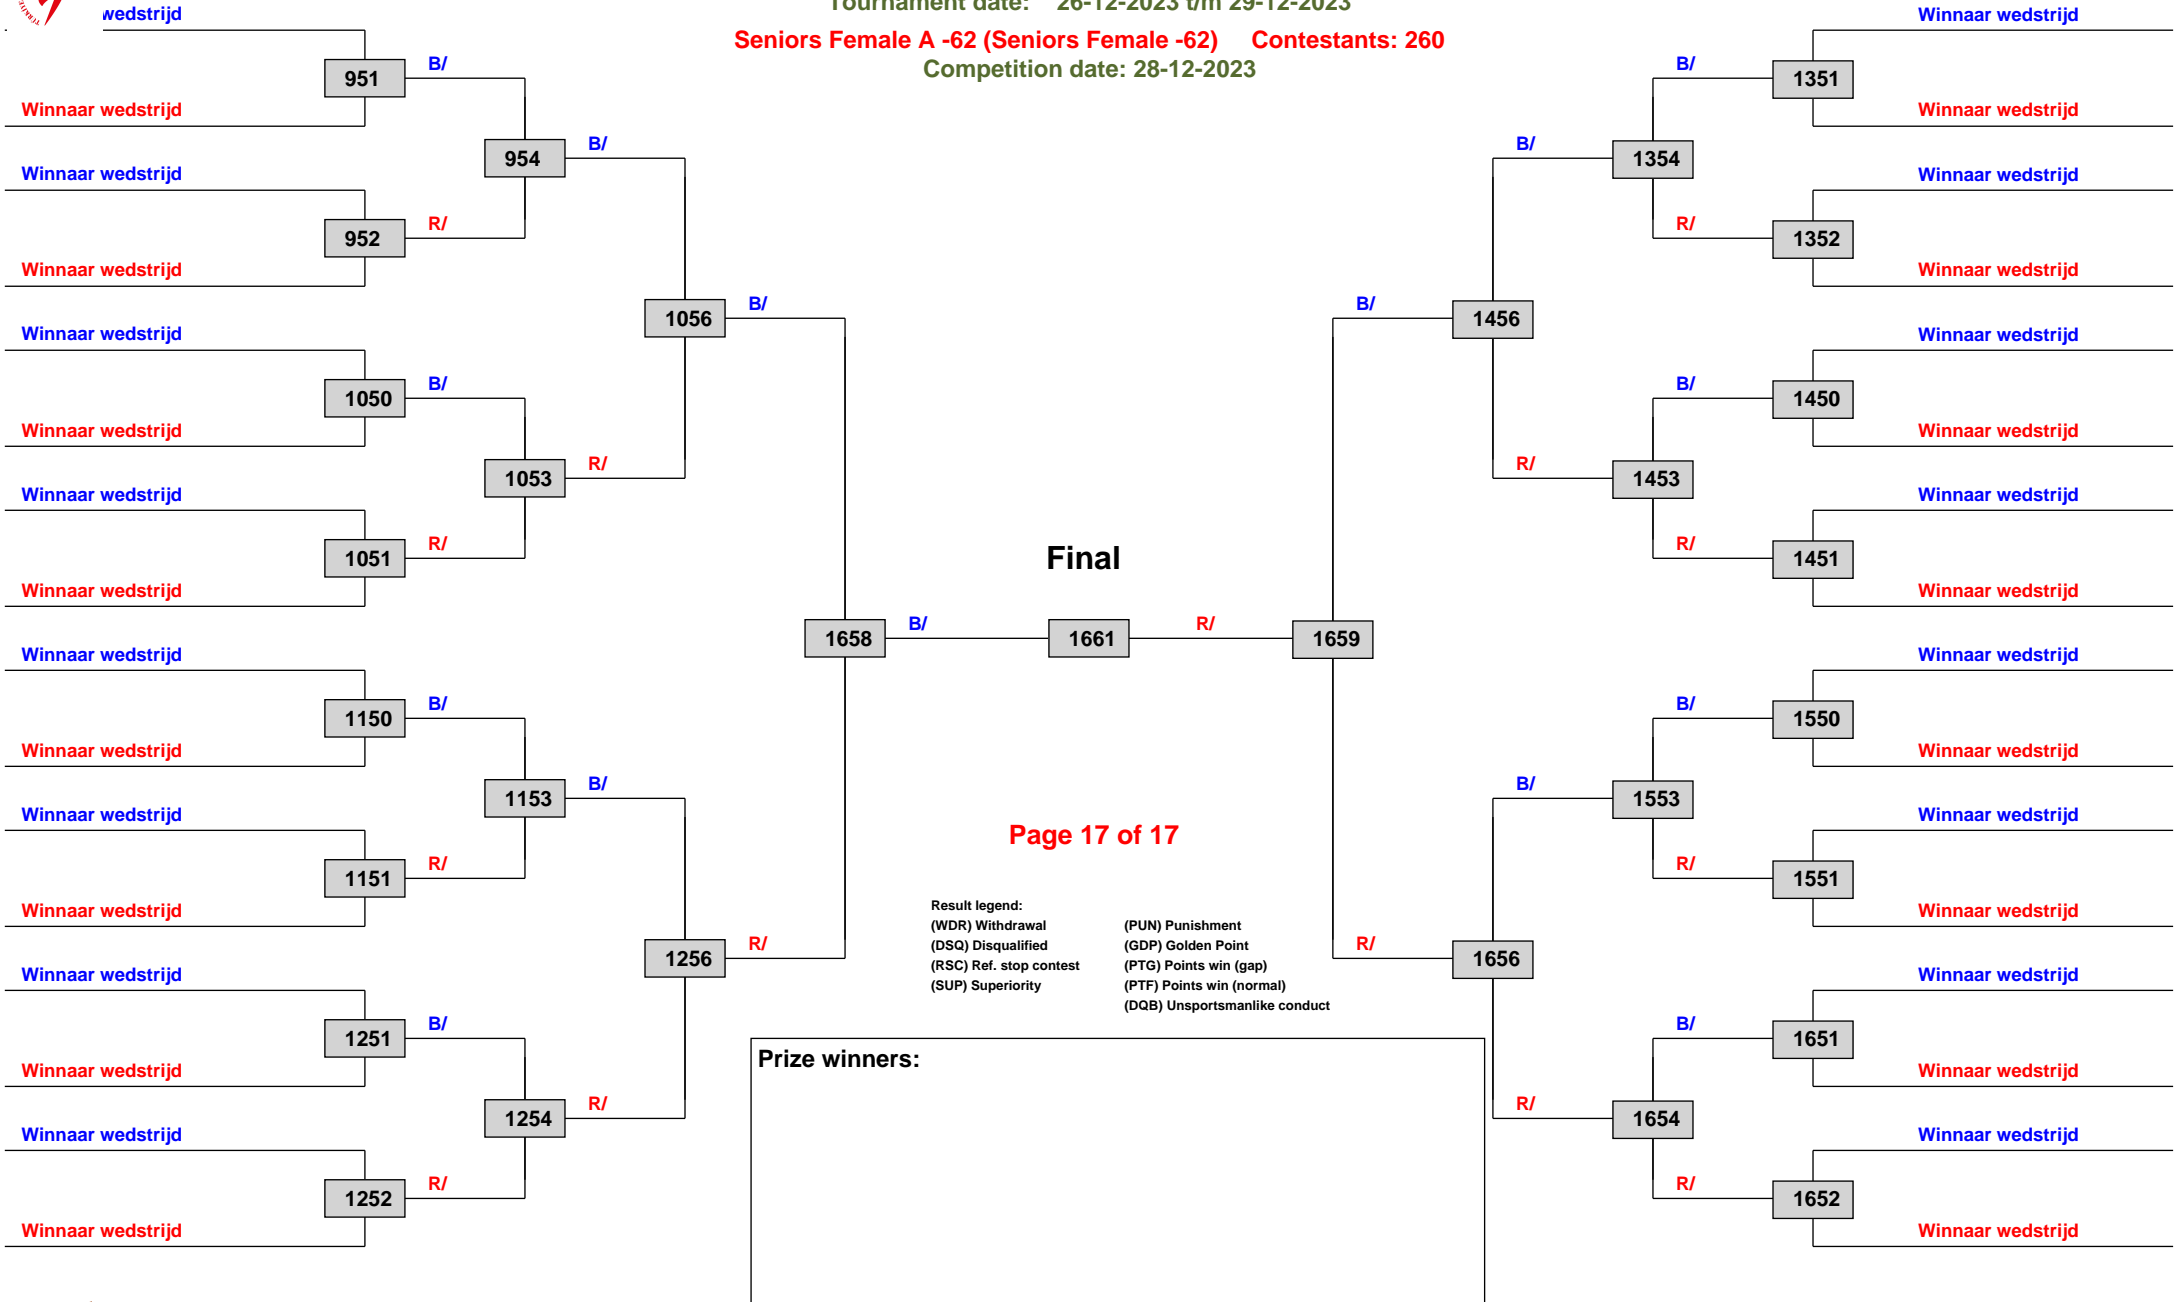 Tournament date: 26-12-2023 t/m 29-12-2023
Seniors Female A -62 (Seniors Female -62) Contestants: 260
Competition date: 28-12-2023
wedstrijd
951
B/
Winnaar wedstrijd
954
B/
Winnaar wedstrijd
952
R/
Winnaar wedstrijd
1056
B/
Winnaar wedstrijd
1050
B/
Winnaar wedstrijd
1053
R/
Winnaar wedstrijd
1051
R/
Winnaar wedstrijd
1658
B/
Winnaar wedstrijd
1150
B/
Winnaar wedstrijd
1153
B/
Winnaar wedstrijd
1151
R/
Winnaar wedstrijd
1256
R/
Winnaar wedstrijd
1251
B/
Winnaar wedstrijd
1254
R/
Winnaar wedstrijd
1252
R/
Winnaar wedstrijd
Final
1661
R/
1659
Page 17 of 17
Result legend:
(WDR) Withdrawal (PUN) Punishment
(DSQ) Disqualified (GDP) Golden Point
(RSC) Ref. stop contest (PTG) Points win (gap)
(SUP) Superiority (PTF) Points win (normal)
(DQB) Unsportsmanlike conduct
Prize winners:
Winnaar wedstrijd
B/
1351
Winnaar wedstrijd
B/
1354
Winnaar wedstrijd
R/
1352
Winnaar wedstrijd
B/
1456
Winnaar wedstrijd
B/
1450
Winnaar wedstrijd
R/
1453
Winnaar wedstrijd
R/
1451
Winnaar wedstrijd
Winnaar wedstrijd
B/
1550
Winnaar wedstrijd
B/
1553
Winnaar wedstrijd
R/
1551
Winnaar wedstrijd
R/
1656
Winnaar wedstrijd
B/
1651
Winnaar wedstrijd
R/
1654
Winnaar wedstrijd
R/
1652
Winnaar wedstrijd